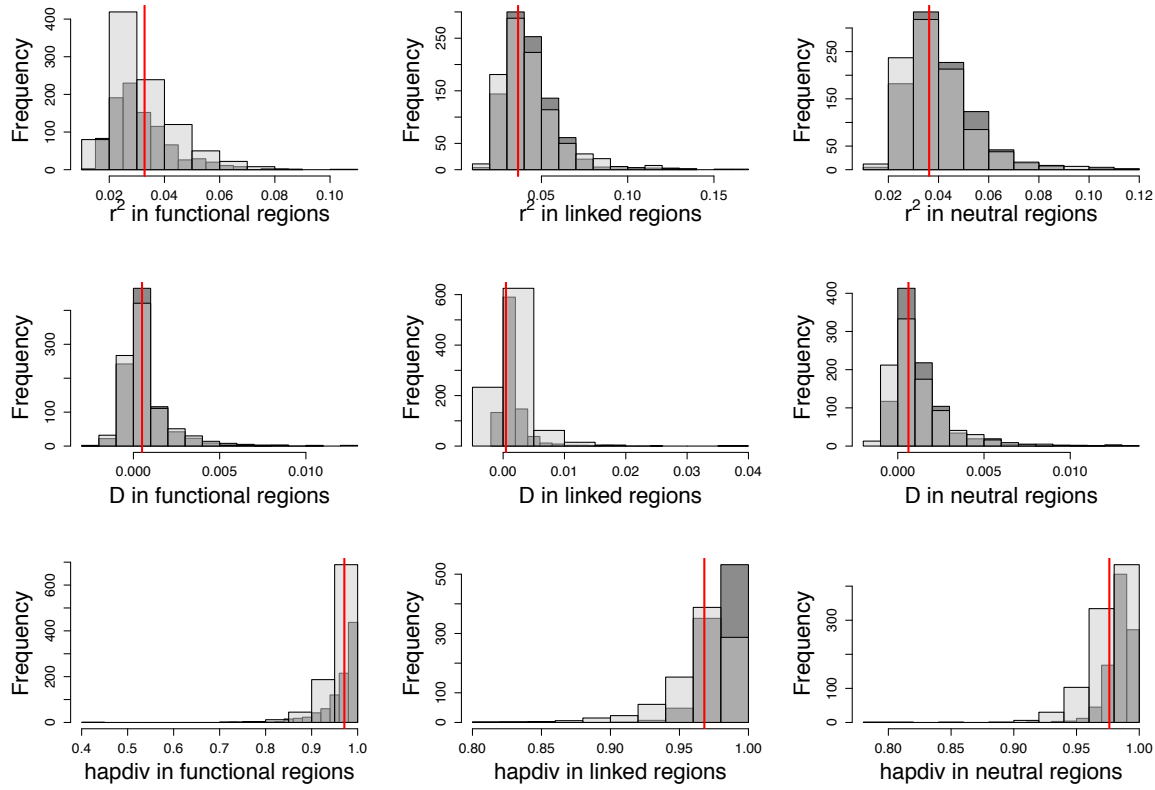 Frequency
0 100 200 300 400
0.02 0.04 0.06 0.08 0.10
r² in functional regions
Frequency
0 50 150 250
0.05 0.10 0.15
r² in linked regions
Frequency
0 50 150 250
0.02 0.04 0.06 0.08 0.10 0.12
r² in neutral regions
Frequency
0 100 300
0.000 0.005 0.010
D in functional regions
Frequency
0 200 400 600
0.00 0.01 0.02 0.03 0.04
D in linked regions
Frequency
0 100 200 300 400
0.000 0.005 0.010
D in neutral regions
Frequency
0 200 400 600
0.4 0.5 0.6 0.7 0.8 0.9 1.0
hapdiv in functional regions
Frequency
0 100 300 500
0.80 0.85 0.90 0.95 1.00
hapdiv in linked regions
Frequency
0 100 300
0.80 0.85 0.90 0.95 1.00
hapdiv in neutral regions